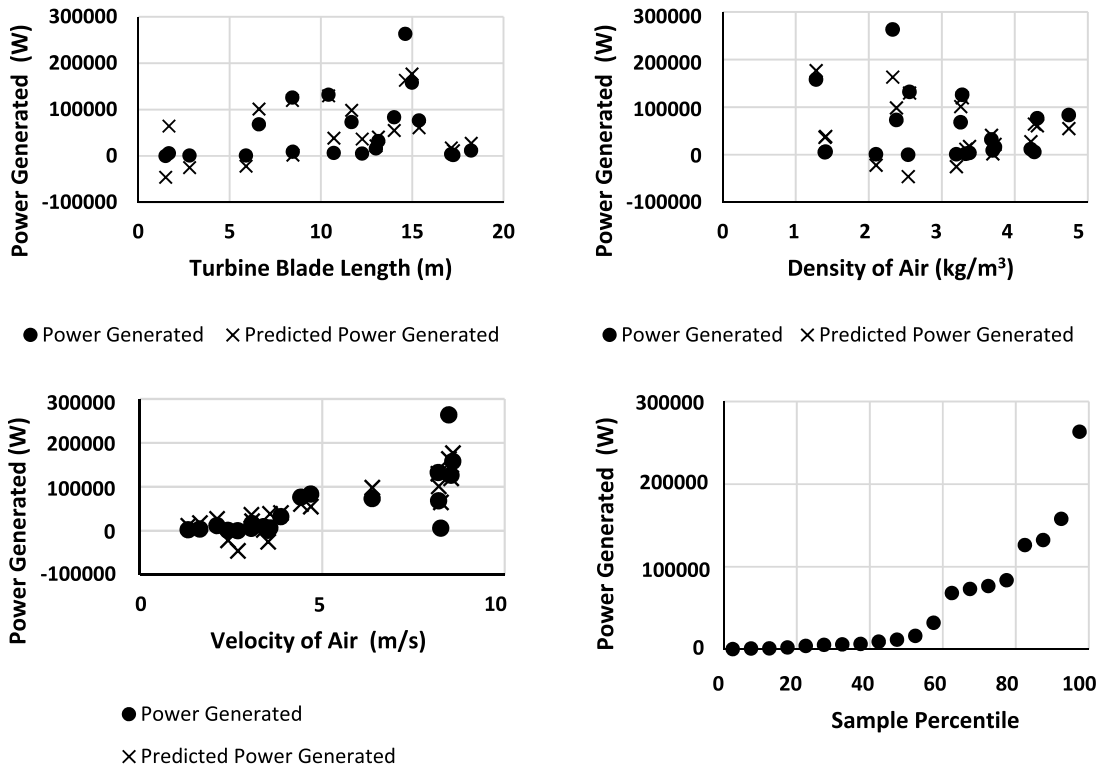 Power Generated (W)
300000
200000
100000
0
-100000
0 5 10 15 20
Turbine Blade Length (m)
Power Generated Predicted Power Generated
Power Generated (W)
300000
200000
100000
0
-100000
0 1 2 3 4 5
Density of Air (kg/m³)
Power Generated Predicted Power Generated
Power Generated (W)
300000
200000
100000
0
-100000
0 5 10
Velocity of Air (m/s)
Power Generated
Predicted Power Generated
Power Generated (W)
300000
200000
100000
0
0 20 40 60 80 100
Sample Percentile